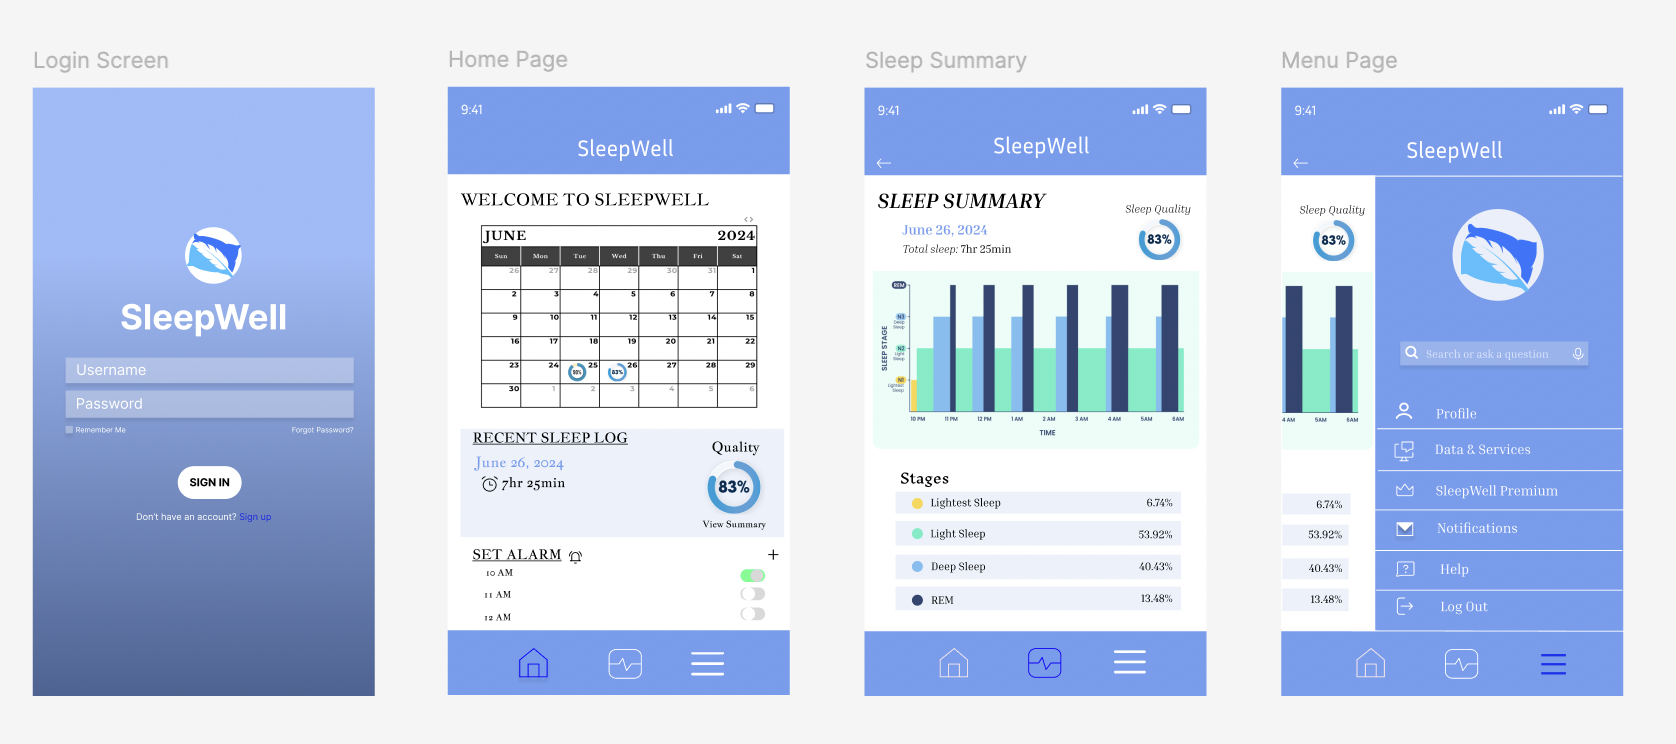 Login Screen
SleepWell
Username
Password
Remember Me Forgot Password?
SIGN IN
Don't have an account? Sign up
Home Page
9:41
SleepWell
WELCOME TO SLEEPWELL
<>
JUNE 2024
Sun Mon Tue Wed Thu Fri Sat
26 27 28 29 30 31 1
2 3 4 5 6 7 8
9 10 11 12 13 14 15
16 17 18 19 20 21 22
23 24 90% 25 83% 26 27 28 29
30 1 2 3 4 5 6
RECENT SLEEP LOG
June 26, 2024
7hr 25min
Quality
83%
View Summary
SET ALARM +
10 AM
11 AM
12 AM
Sleep Summary
9:41
SleepWell
SLEEP SUMMARY
June 26, 2024
Total sleep: 7hr 25min
Sleep Quality
83%
SLEEP STAGE
REM
N3
Deep
Sleep
N2
Light
Sleep
N1
Lightest
Sleep
10 PM 11 PM 12 PM 1 AM 2 AM 3 AM 4 AM 5AM 6AM
TIME
Stages
Lightest Sleep 6.74%
Light Sleep 53.92%
Deep Sleep 40.43%
REM 13.48%
Menu Page
9:41
SleepWell
Sleep Quality
83%
4 AM 5AM 6AM
6.74%
53.92%
40.43%
13.48%
Search or ask a question
Profile
Data & Services
SleepWell Premium
Notifications
Help
Log Out